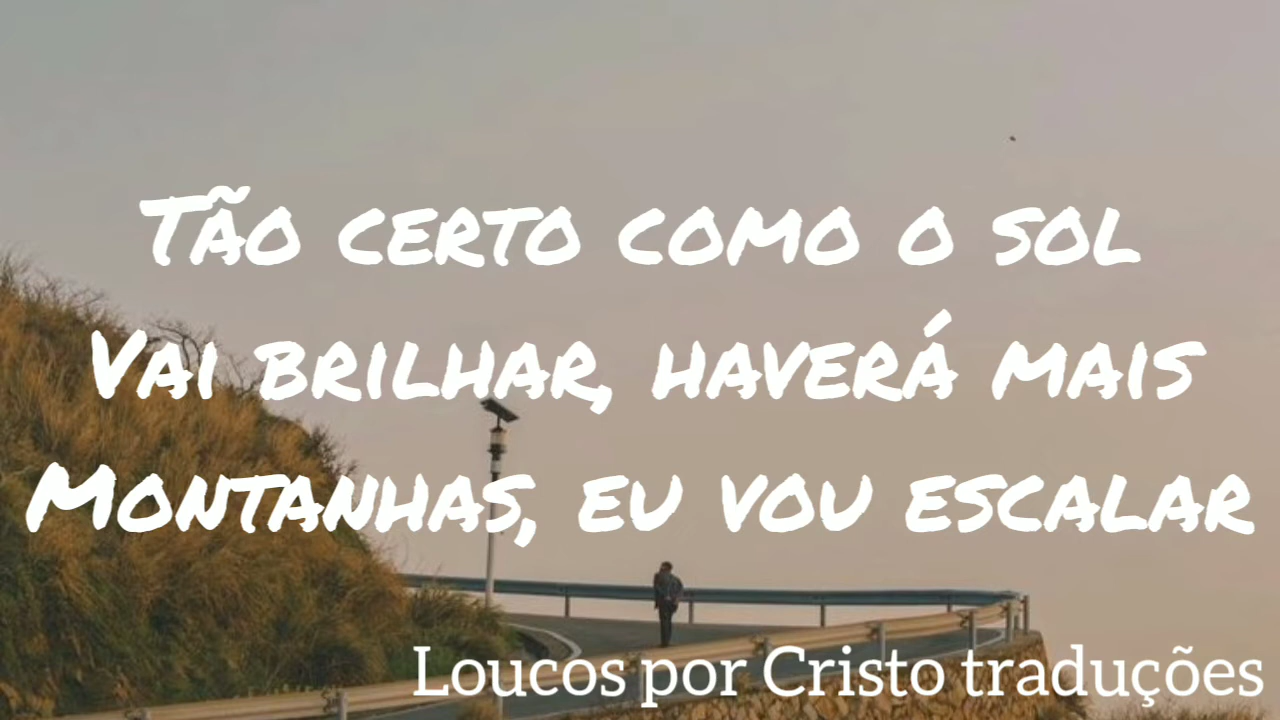 Tão certo como o sol
Vai brilhar, haverá mais
Montanhas, eu vou escalar
Loucos por Cristo traduções